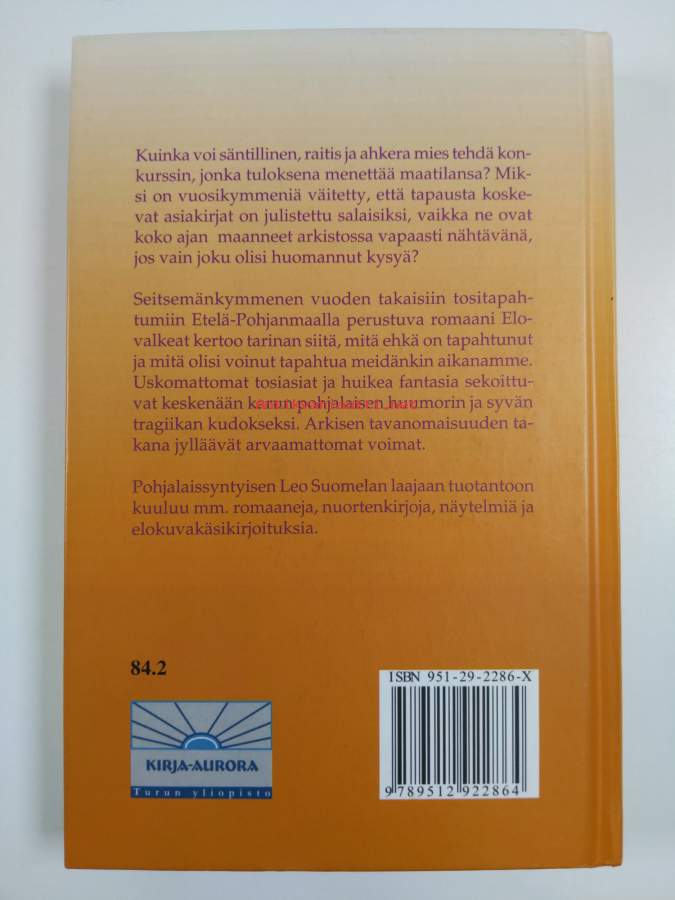 Kuinka voi säntillinen, raitis ja ahkera mies tehdä kon-
kurssin, jonka tuloksena menettää maatilansa? Mik-
si on vuosikymmeniä väitetty, että tapausta koske-
vat asiakirjat on julistettu salaisiksi, vaikka ne ovat
koko ajan maanneet arkistossa vapaasti nähtävänä,
jos vain joku olisi huomannut kysyä?
Seitsemänkymmenen vuoden takaisiin tositapah-
tumiin Etelä-Pohjanmaalla perustuva romaani Elo-
valkeat kertoo tarinan siitä, mitä ehkä on tapahtunut
ja mitä olisi voinut tapahtua meidänkin aikanamme.
Uskomattomat tosiasiat ja huikea fantasia sekoittu-
vat keskenään karun pohjalaisen huumorin ja syvän
tragiikan kudokseksi. Arkisen tavanomaisuuden ta-
kana jylläävät arvaamattomat voimat.
Pohjalaissyntyisen Leo Suomelan laajaan tuotantoon
kuuluu mm. romaaneja, nuortenkirjoja, näytelmiä ja
elokuvakäsikirjoituksia.
84.2
KIRJA-AURORA
Turun yliopisto
ISBN 951-29-2286-X
9 789512 922864